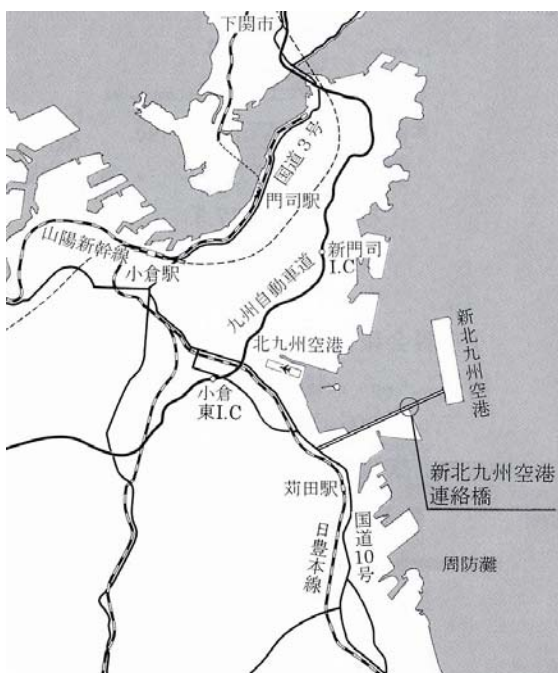 下関市
国道3号
門司駅
山陽新幹線
小倉駅
新門司
I.C
九州自動車道
北九州空港
新北九州空港
小倉
東I.C
新北九州空港
連絡橋
苅田駅
国道10号
日豊本線
周防灘